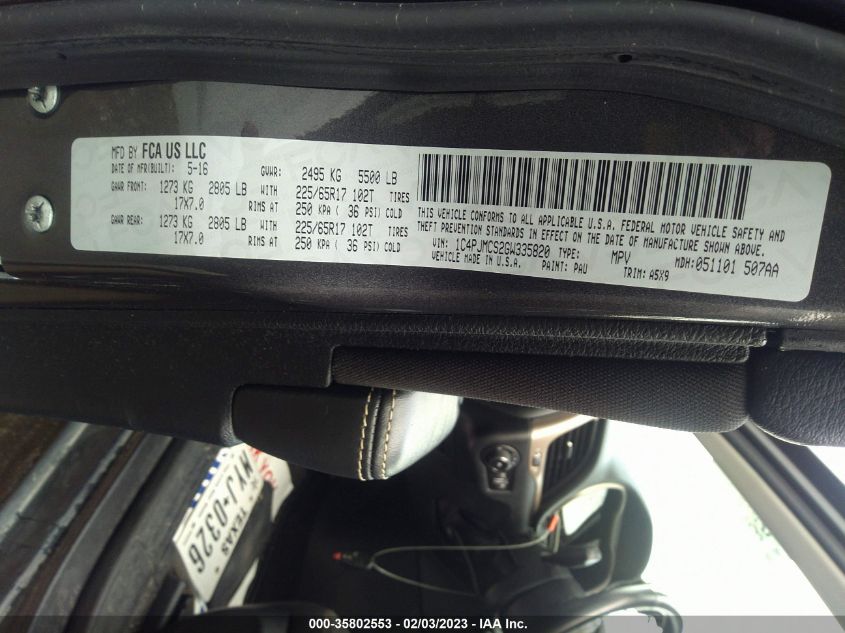 MFD BY FCA US LLC
DATE OF MFR(BUILT): 5-16 GVWR: 2495 KG 5500 LB
GAWR FRONT: 1273 KG 2805 LB WITH 225/65R17 102T TIRES
17X7.0 RIMS AT 250 KPA ( 36 PSI) COLD
GAWR REAR: 1273 KG 2805 LB WITH 225/65R17 102T TIRES
17X7.0 RIMS AT 250 KPA ( 36 PSI) COLD
THIS VEHICLE CONFORMS TO ALL APPLICABLE U.S.A. FEDERAL MOTOR VEHICLE SAFETY AND
THEFT PREVENTION STANDARDS IN EFFECT ON THE DATE OF MANUFACTURE SHOWN ABOVE.
VIN: 1C4PJMCS2GW335820 TYPE: MPV MDH:051101 507AA
VEHICLE MADE IN U.S.A. PAINT: PAU TRIM: A5X9
MYJ-0326
TEXAS
000-35802553 - 02/03/2023 - IAA Inc.